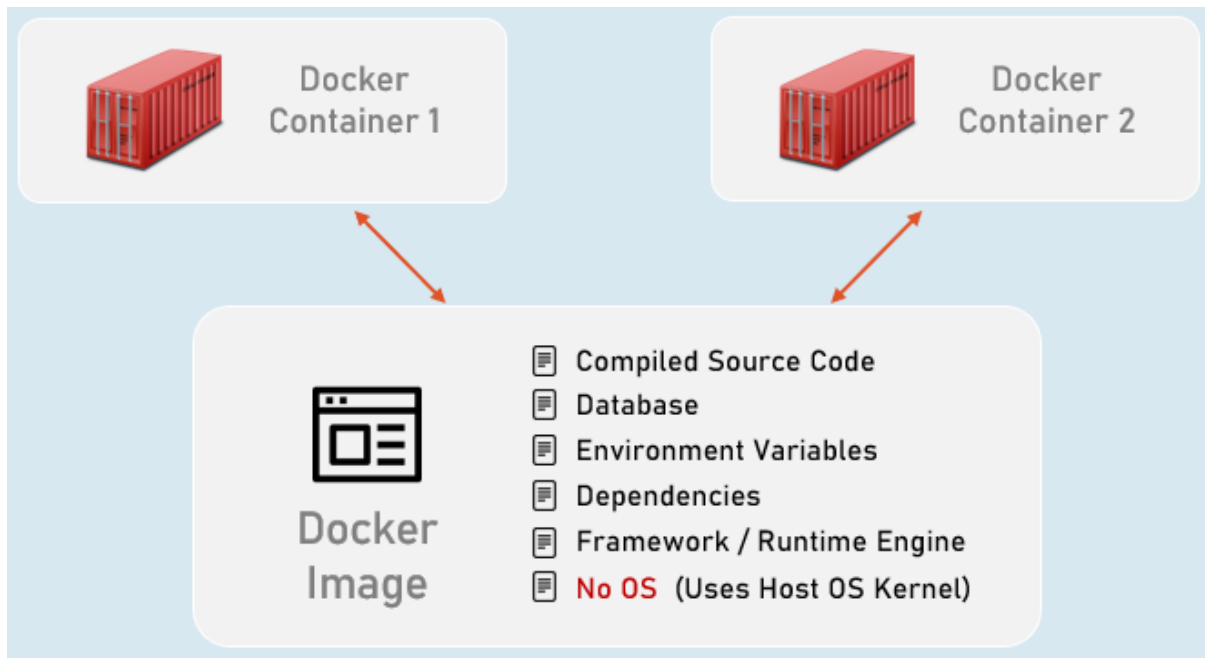 Docker
Container 1
Docker
Container 2
Compiled Source Code
Database
Environment Variables
Dependencies
Framework / Runtime Engine
No OS (Uses Host OS Kernel)
Docker
Image